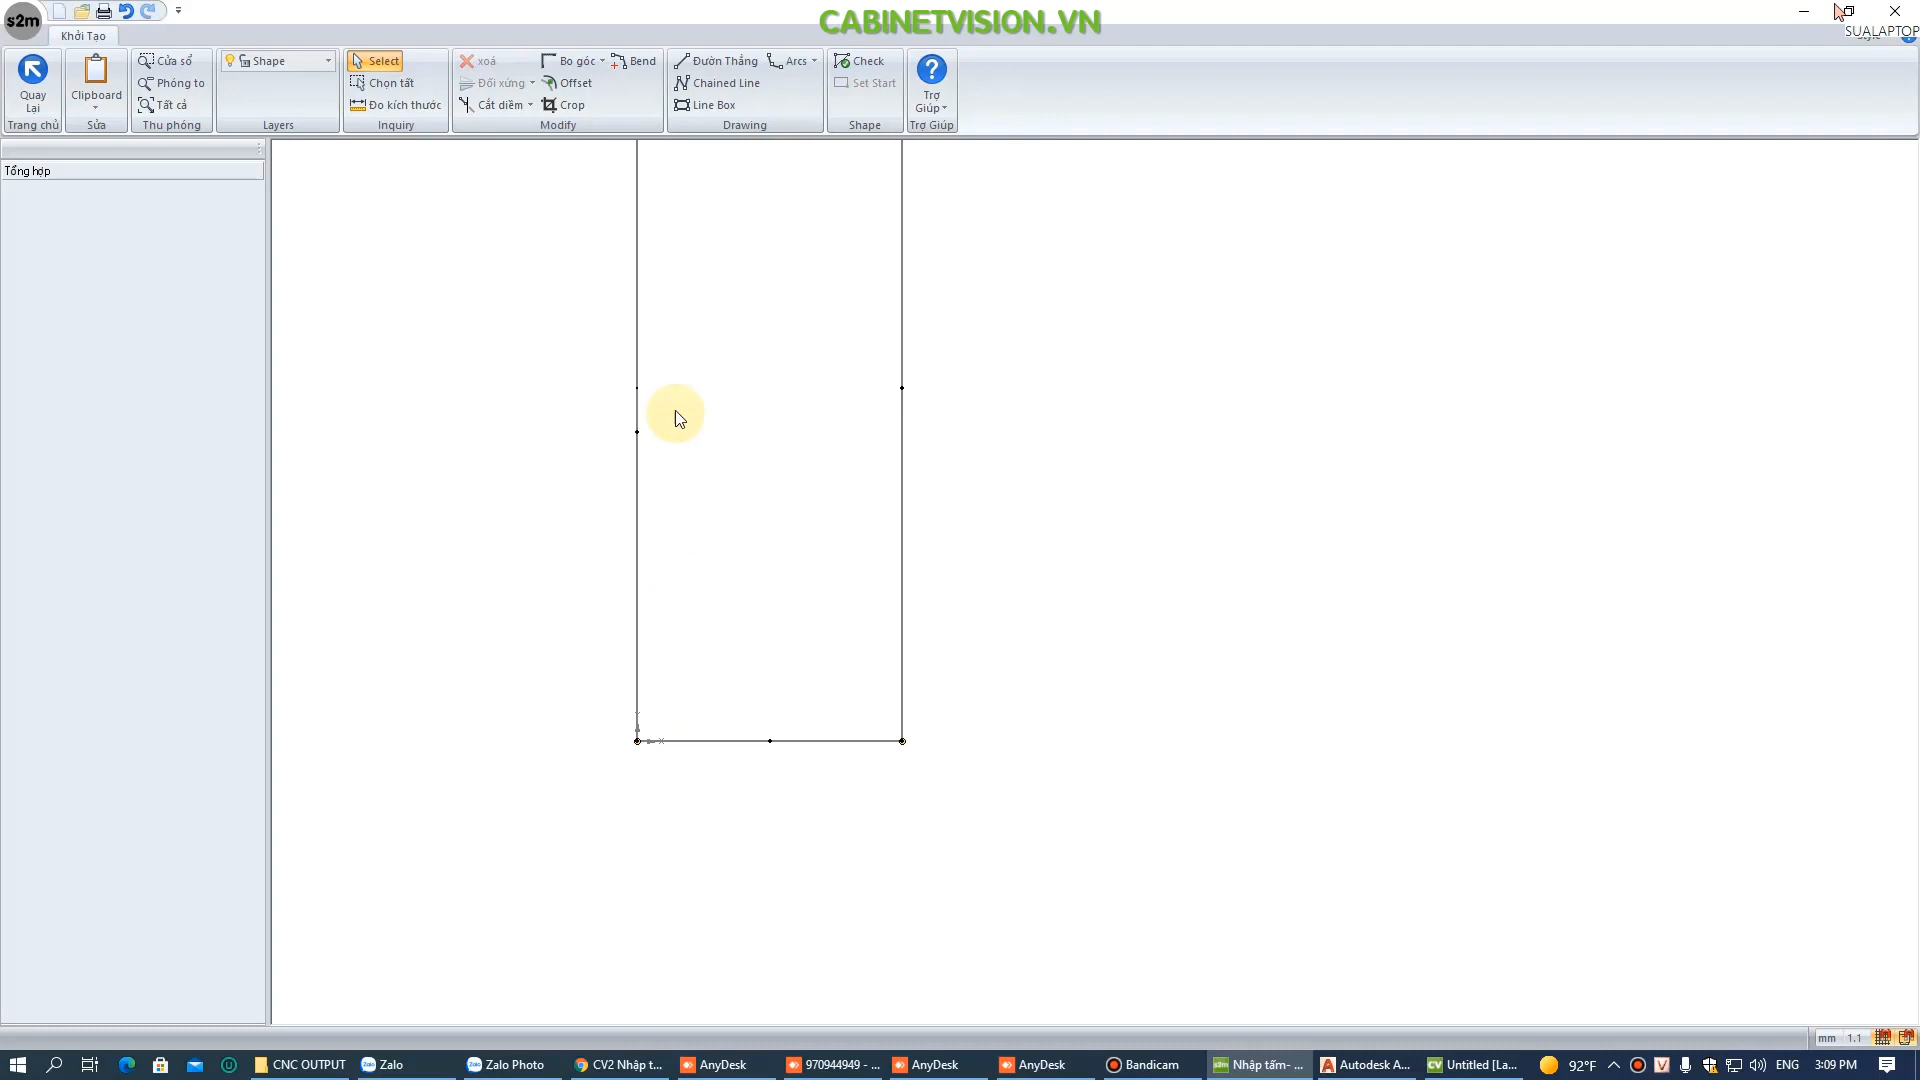 s2m
CABINETVISION.VN
SUALAPTOP
Khởi Tạo
Quay
Lại
Trang chủ
Clipboard
Sửa
Cửa sổ
Phóng to
Tất cả
Thu phóng
Shape
Layers
Select
Chọn tất
Đo kích thước
Inquiry
xoá
Đối xứng
Cắt diềm
Bo góc
Offset
Crop
Bend
Modify
Đườn Thẳng
Arcs
Chained Line
Line Box
Drawing
Check
Set Start
Shape
Trợ
Giúp
Trợ Giúp
Tổng hợp
mm 1.1
CNC OUTPUT
Zalo
Zalo Photo
CV2 Nhập t...
AnyDesk
970944949 - ...
AnyDesk
AnyDesk
Bandicam
Nhập tấm- ...
Autodesk A...
Untitled [La...
92°F
ENG
3:09 PM